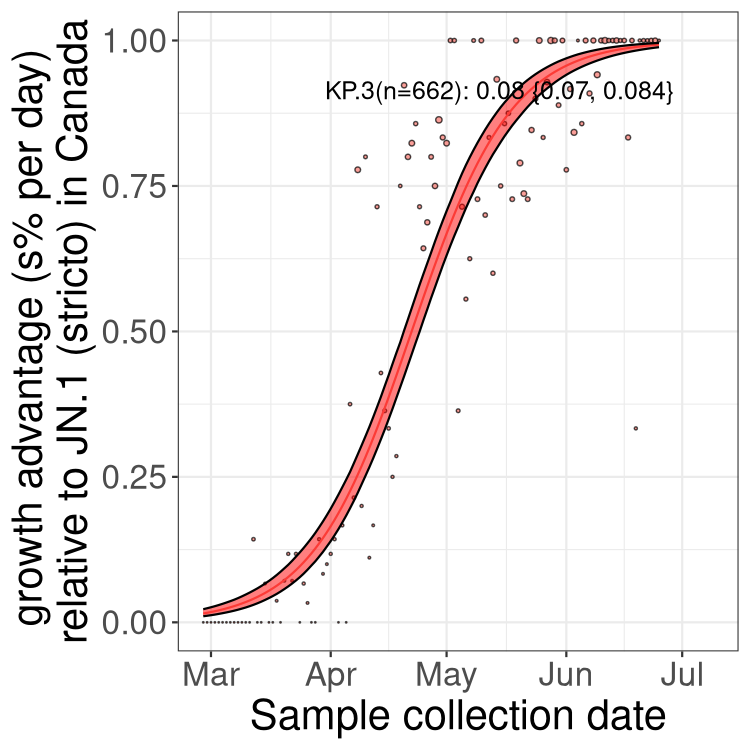 growth advantage (s% per day)
relative to JN.1 (stricto) in Canada
1.00
0.75
0.50
0.25
0.00
KP.3(n=662): 0.08 {0.07, 0.084}
Mar Apr May Jun Jul
Sample collection date